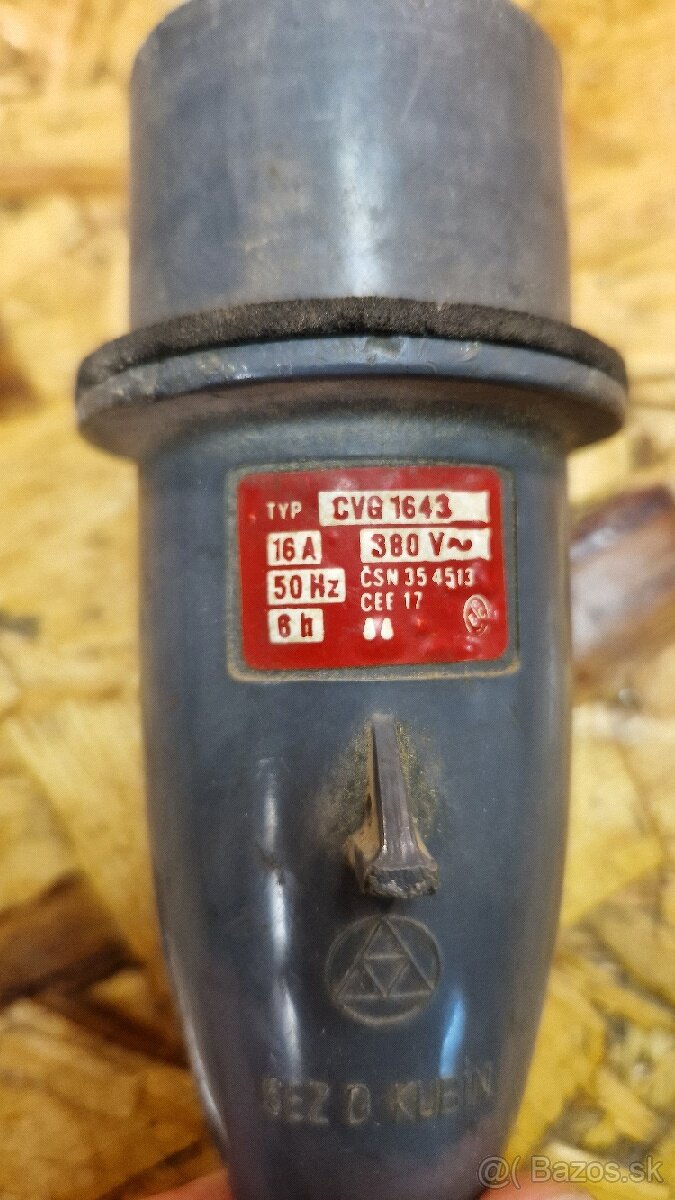 TYP CVG 1643
16 A 380 V~
50 Hz ČSN 35 4513
6 h CEE 17
SEZ D. KUBÍN
@( Bazos.sk